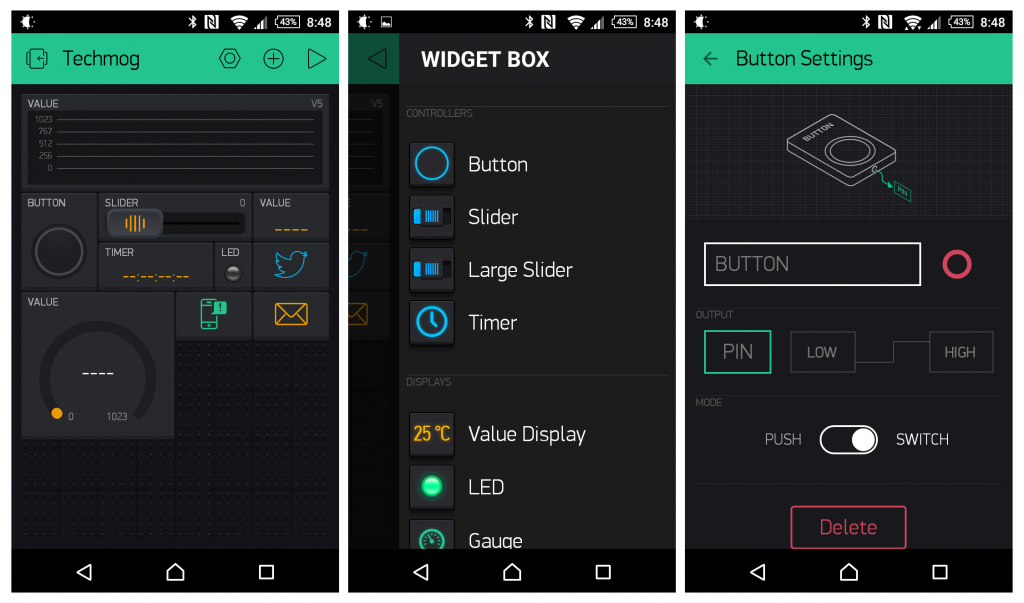 43% 8:48
Techmog
VALUE V5
1023
767
512
256
0
BUTTON SLIDER 0 VALUE
----
TIMER LED
--:--:--
VALUE
----
0 1023
43% 8:48
WIDGET BOX
V5
CONTROLLERS
Button
Slider
Large Slider
Timer
DISPLAYS
25 °C Value Display
LED
Gauge
43% 8:48
Button Settings
BUTTON
PIN
BUTTON
OUTPUT
PIN LOW HIGH
MODE
PUSH SWITCH
Delete